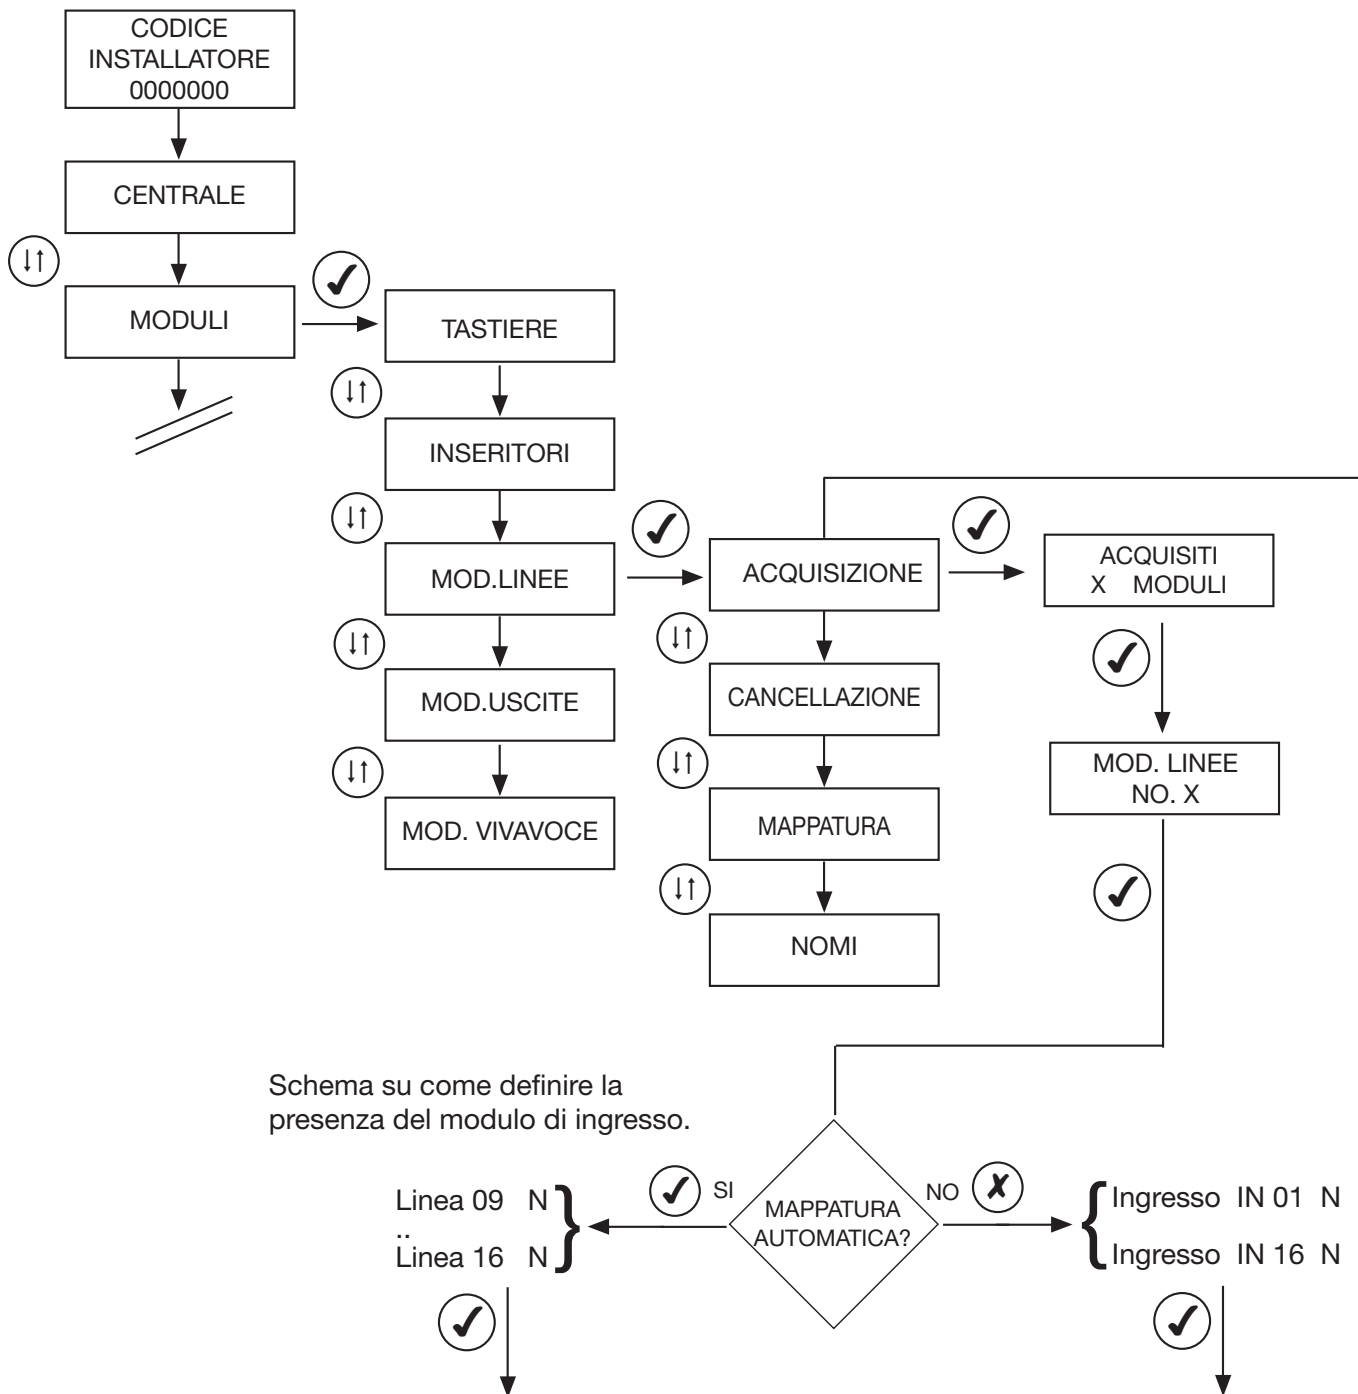 CODICE
INSTALLATORE
0000000
CENTRALE
MODULI
TASTIERE
INSERITORI
MOD.LINEE
MOD.USCITE
MOD. VIVAVOCE
ACQUISIZIONE
CANCELLAZIONE
MAPPATURA
NOMI
ACQUISITI
X MODULI
MOD. LINEE
NO. X
Schema su come definire la
presenza del modulo di ingresso.
MAPPATURA
AUTOMATICA?
SI
NO
Linea 09 N
..
Linea 16 N
Ingresso IN 01 N
Ingresso IN 16 N